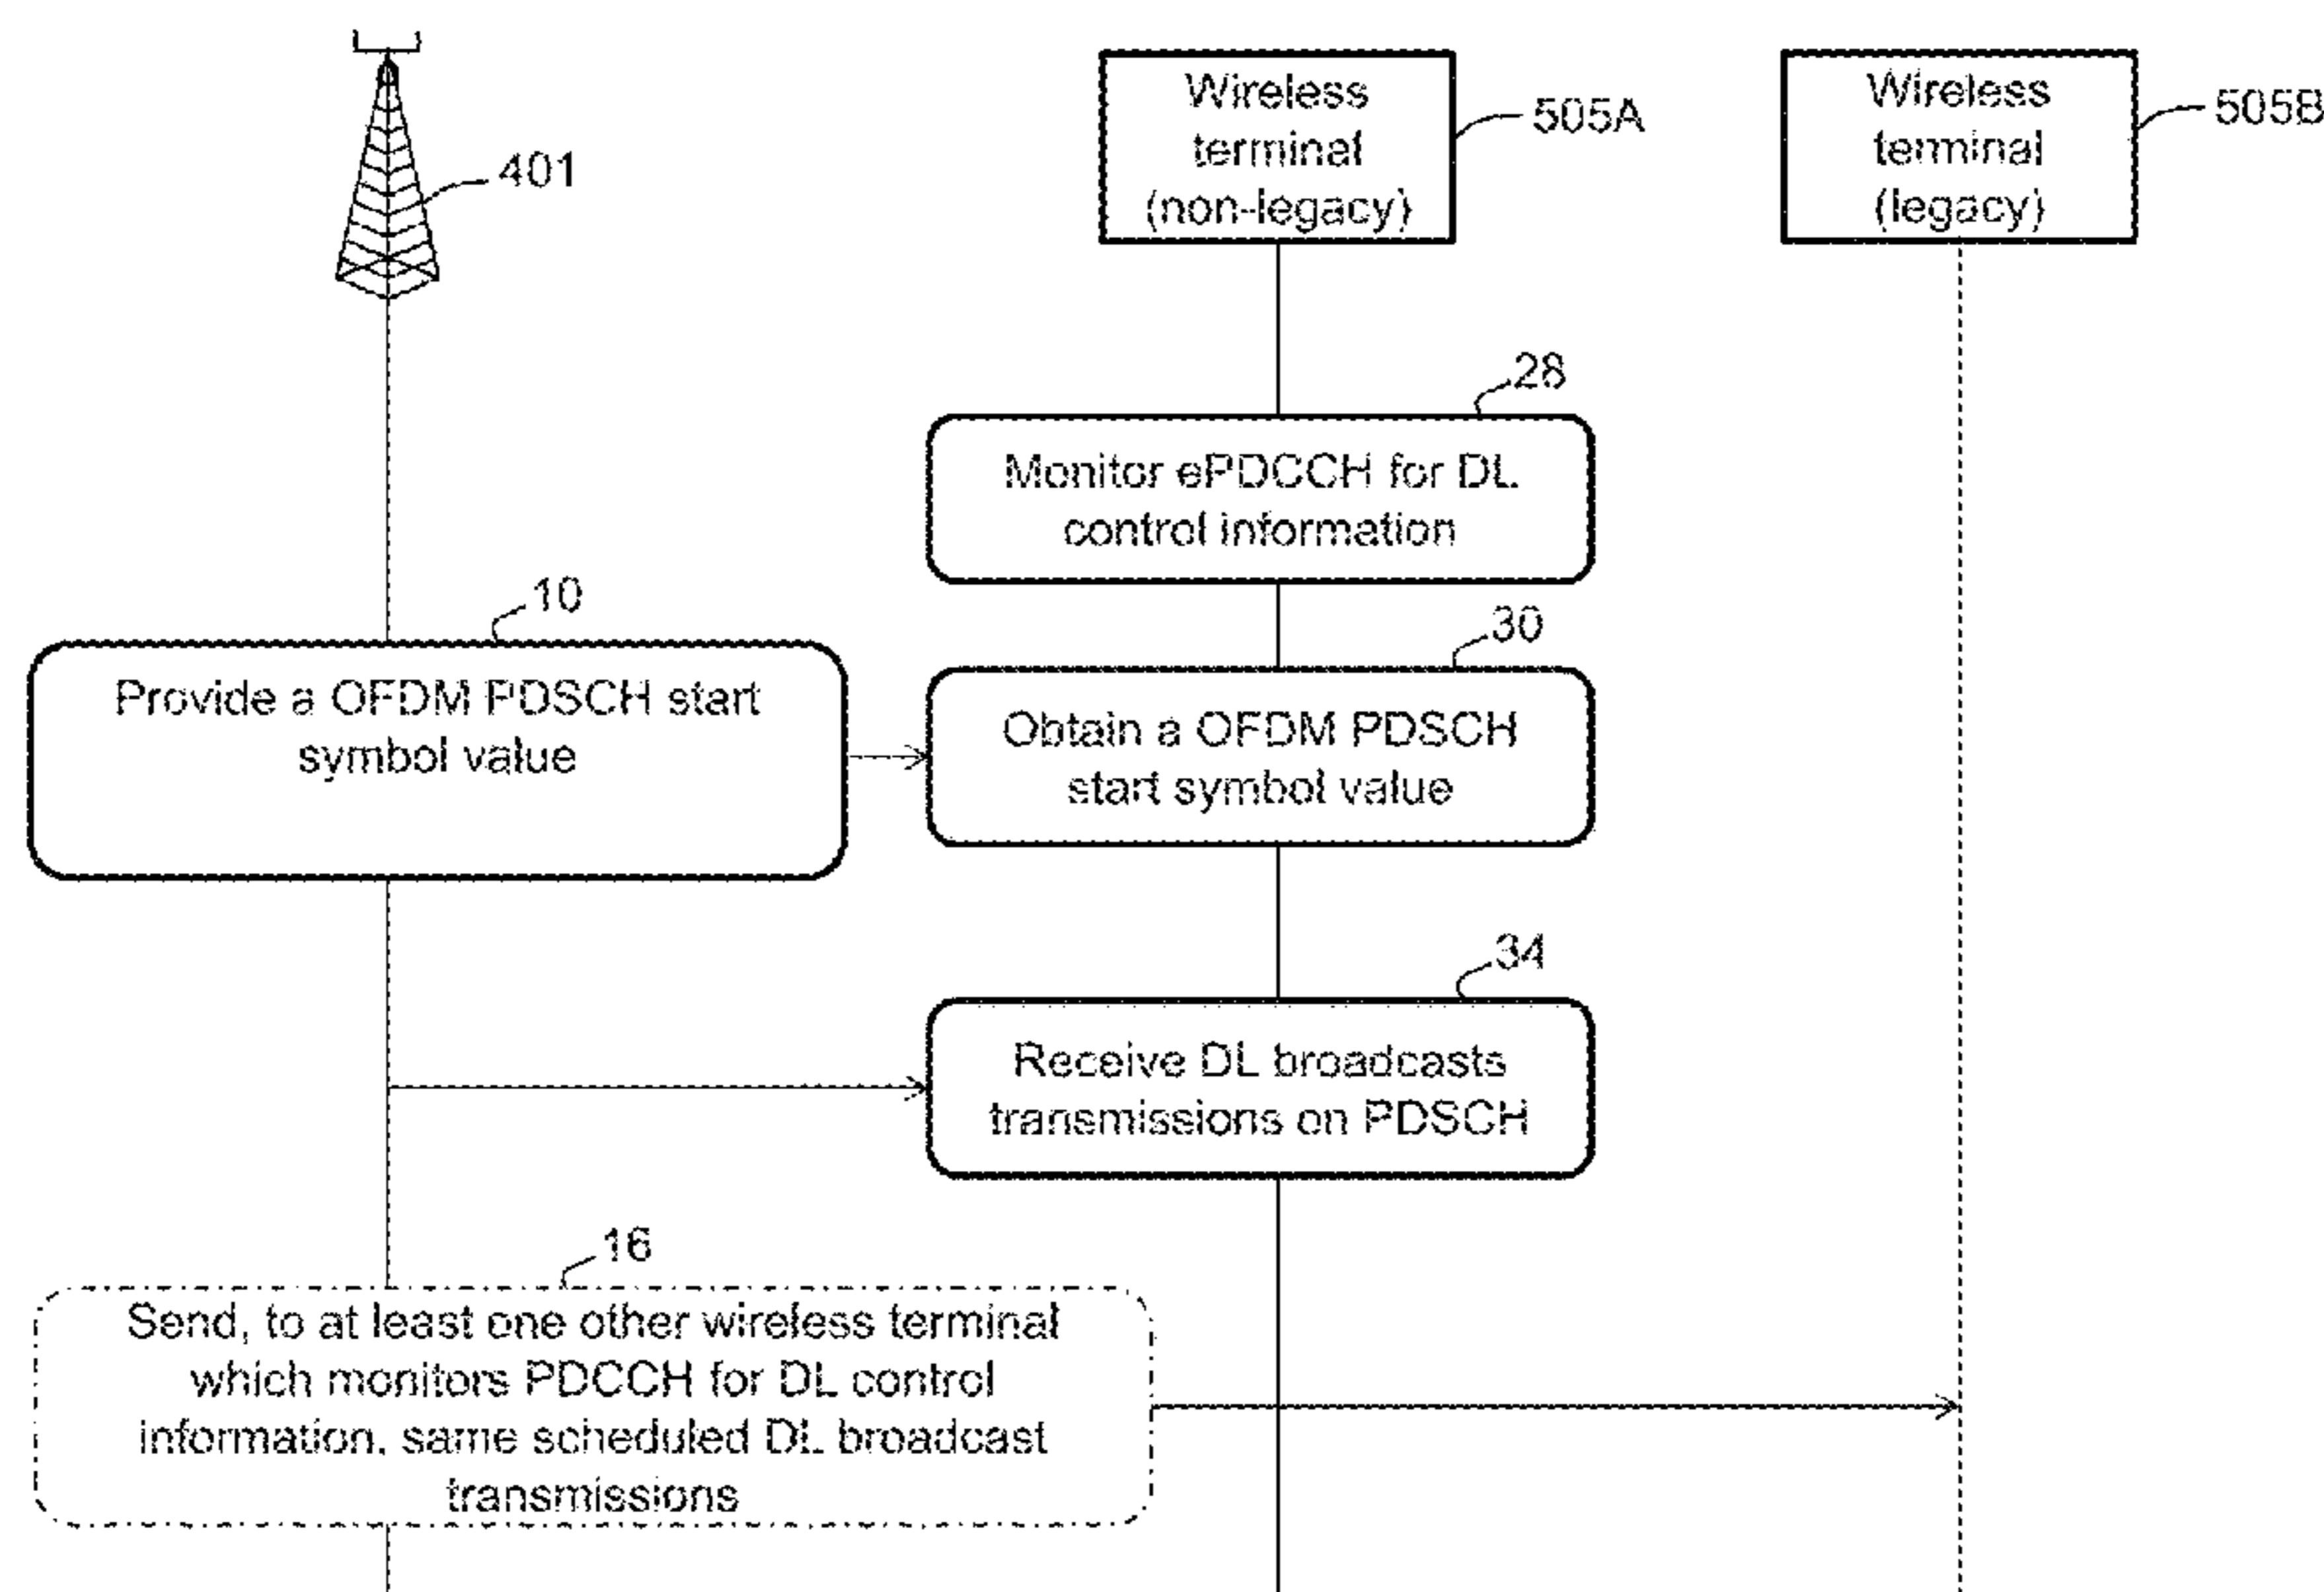 401
Wireless
terminal
(non-legacy)
505A
Wireless
terminal
(legacy)
505B
28
Monitor ePDCCH for DL
control information
10
Provide a OFDM PDSCH start
symbol value
30
Obtain a OFDM PDSCH
start symbol value
34
Receive DL broadcasts
transmissions on PDSCH
16
Send, to at least one other wireless terminal
which monitors PDCCH for DL control
information, same scheduled DL broadcast
transmissions